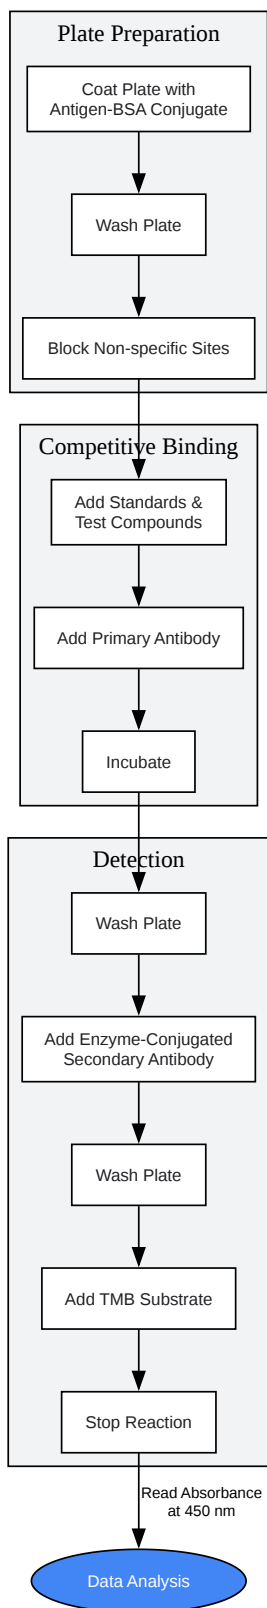 Plate Preparation
Coat Plate with
Antigen-BSA Conjugate
Wash Plate
Block Non-specific Sites
Competitive Binding
Add Standards &
Test Compounds
Add Primary Antibody
Incubate
Detection
Wash Plate
Add Enzyme-Conjugated
Secondary Antibody
Wash Plate
Add TMB Substrate
Stop Reaction
Read Absorbance
at 450 nm
Data Analysis